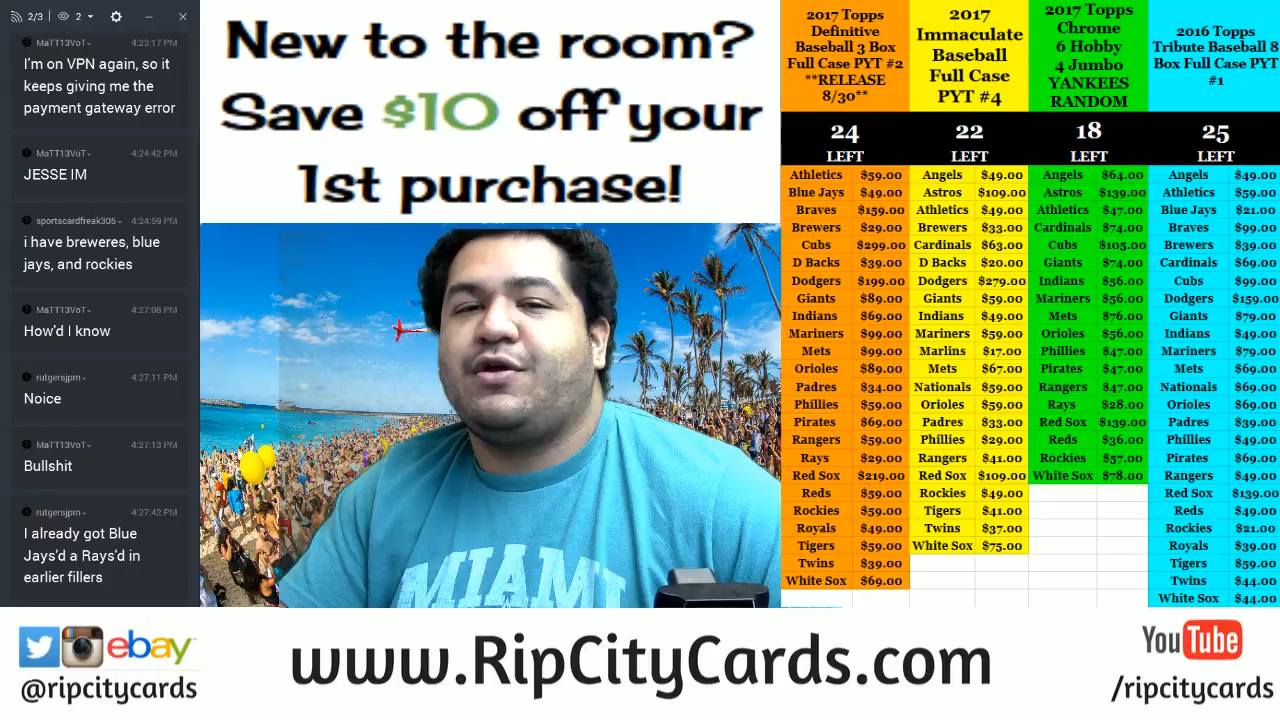 2/3
2
MaTT13VoT
4:23:17 PM
I'm on VPN again, so it
keeps giving me the
payment gateway error
MaTT13VoT
4:24:42 PM
JESSE IM
sportscardfreak305
4:24:59 PM
i have breweres, blue
jays, and rockies
MaTT13VoT
4:27:08 PM
How'd I know
rutgersjpm
4:27:11 PM
Noice
MaTT13VoT
4:27:13 PM
Bullshit
rutgersjpm
4:27:42 PM
I already got Blue
Jays'd a Rays'd in
earlier fillers
New to the room?
Save $10 off your
1st purchase!
MIAMI
2017 Topps
Definitive
Baseball 3 Box
Full Case PYT #2
**RELEASE
8/30**
24
LEFT
Athletics $59.00
Blue Jays $49.00
Braves $159.00
Brewers $29.00
Cubs $299.00
D Backs $39.00
Dodgers $199.00
Giants $89.00
Indians $69.00
Mariners $99.00
Mets $99.00
Orioles $89.00
Padres $34.00
Phillies $59.00
Pirates $69.00
Rangers $59.00
Rays $29.00
Red Sox $219.00
Reds $59.00
Rockies $59.00
Royals $49.00
Tigers $59.00
Twins $39.00
White Sox $69.00
2017
Immaculate
Baseball
Full Case
PYT #4
22
LEFT
Angels $49.00
Astros $109.00
Athletics $49.00
Brewers $33.00
Cardinals $63.00
D Backs $20.00
Dodgers $279.00
Giants $59.00
Indians $49.00
Mariners $59.00
Marlins $17.00
Mets $67.00
Nationals $59.00
Orioles $59.00
Padres $33.00
Phillies $29.00
Rangers $41.00
Red Sox $109.00
Rockies $49.00
Tigers $41.00
Twins $37.00
White Sox $75.00
2017 Topps
Chrome
6 Hobby
4 Jumbo
YANKEES
RANDOM
18
LEFT
Angels $64.00
Astros $139.00
Athletics $47.00
Cardinals $74.00
Cubs $105.00
Giants $74.00
Indians $56.00
Mariners $56.00
Mets $76.00
Orioles $56.00
Phillies $47.00
Pirates $47.00
Rangers $47.00
Rays $28.00
Red Sox $139.00
Reds $36.00
Rockies $57.00
White Sox $78.00
2016 Topps
Tribute Baseball 8
Box Full Case PYT
#1
25
LEFT
Angels $49.00
Athletics $59.00
Blue Jays $21.00
Braves $99.00
Brewers $39.00
Cardinals $69.00
Cubs $99.00
Dodgers $159.00
Giants $79.00
Indians $49.00
Mariners $79.00
Mets $69.00
Nationals $69.00
Orioles $69.00
Padres $39.00
Phillies $49.00
Pirates $69.00
Rangers $49.00
Red Sox $139.00
Reds $49.00
Rockies $21.00
Royals $39.00
Tigers $59.00
Twins $44.00
White Sox $44.00
ebay
@ripcitycards
www.RipCityCards.com
YouTube
/ripcitycards